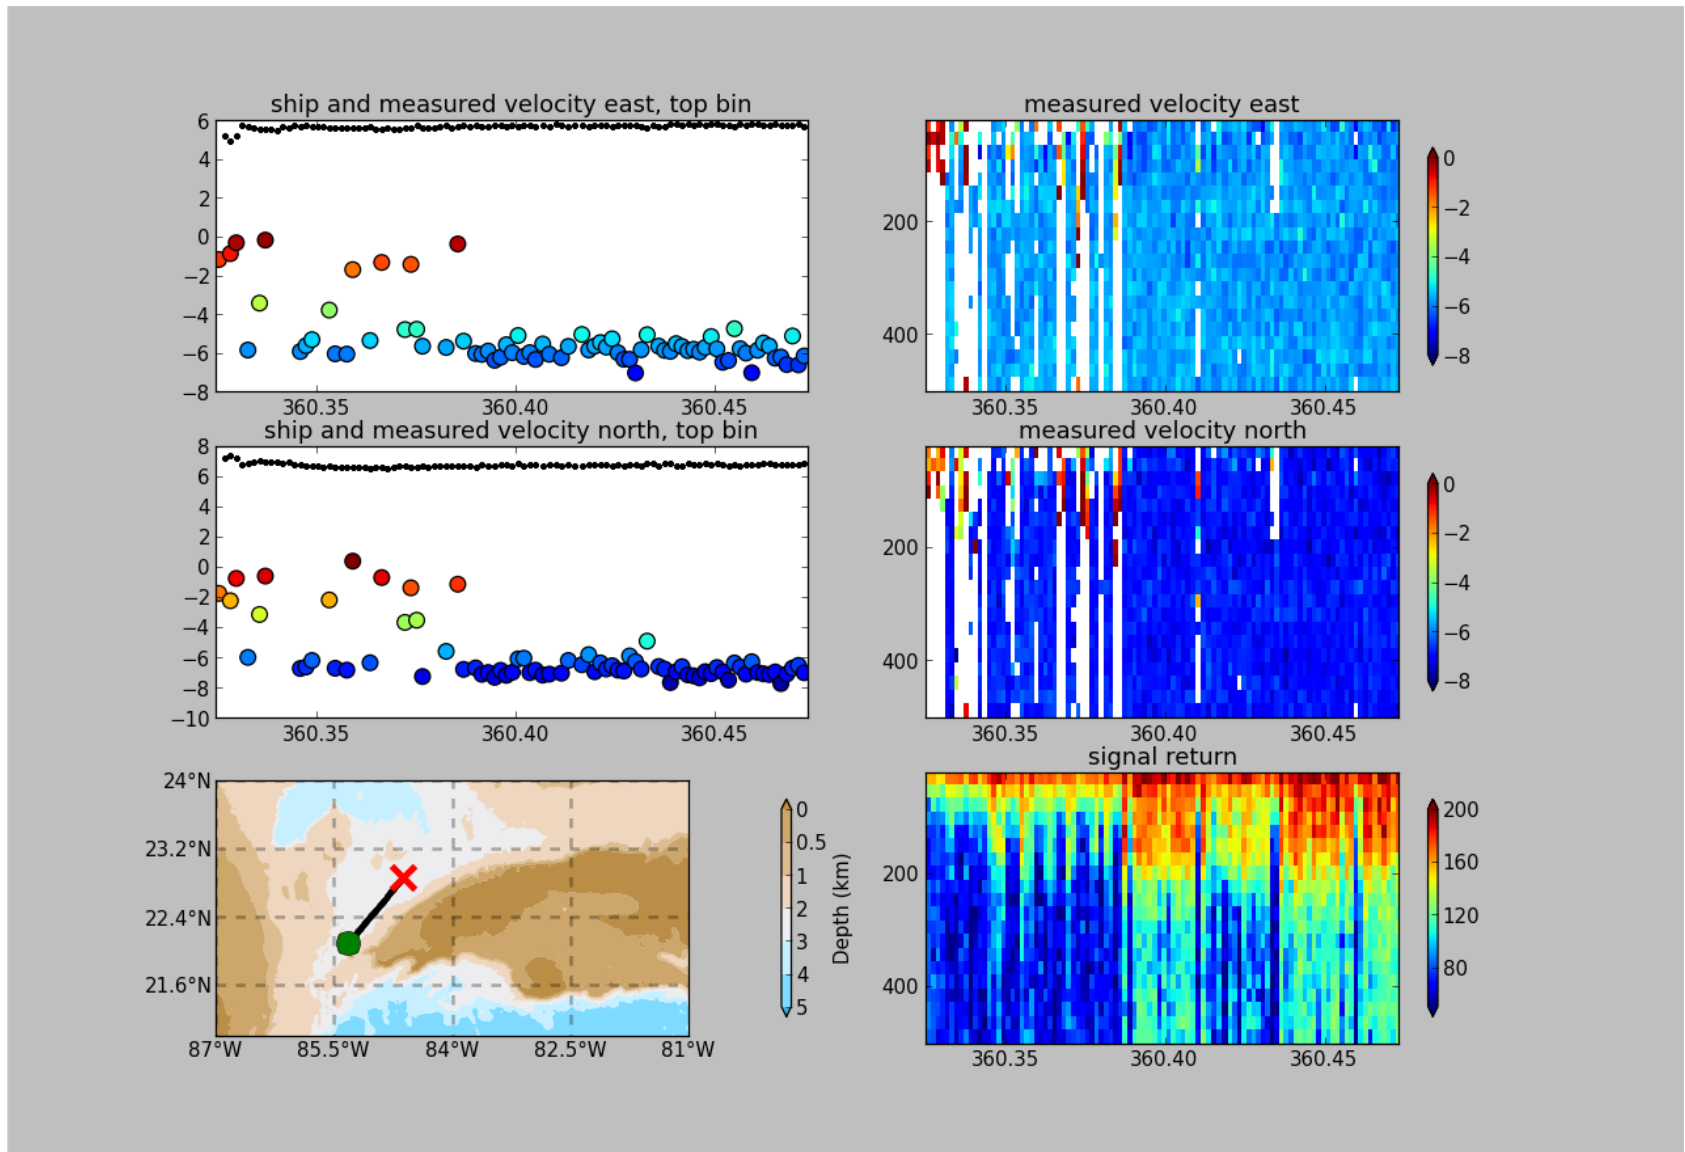 ship and measured velocity east, top bin
6
4
2
0
−2
−4
−6
−8
360.35 360.40 360.45
measured velocity east
200
400
360.35 360.40 360.45
0
−2
−4
−6
−8
ship and measured velocity north, top bin
8
6
4
2
0
−2
−4
−6
−8
−10
360.35 360.40 360.45
measured velocity north
200
400
360.35 360.40 360.45
0
−2
−4
−6
−8
24°N
23.2°N
22.4°N
21.6°N
87°W 85.5°W 84°W 82.5°W 81°W
0
0.5
1
2
3
4
5
Depth (km)
signal return
200
400
360.35 360.40 360.45
200
160
120
80